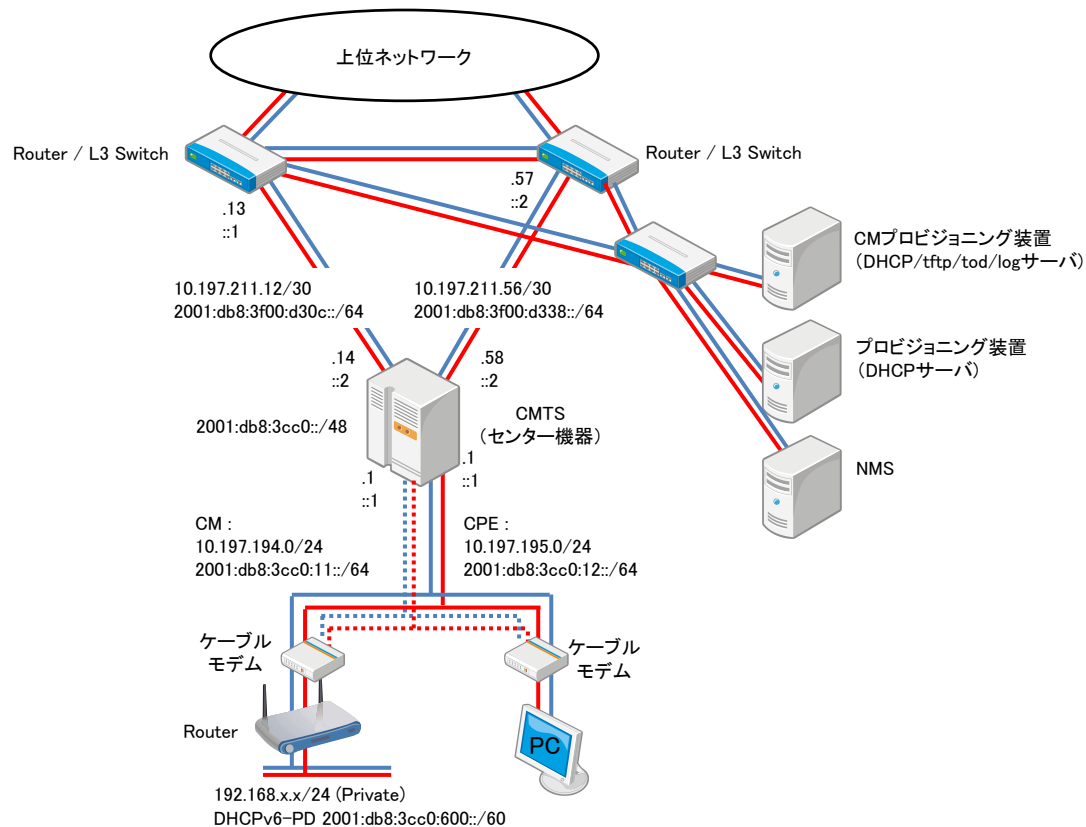 上位ネットワーク
Router / L3 Switch
Router / L3 Switch
.13
::1
.57
::2
CMプロビジョニング装置
(DHCP/tftp/tod/logサーバ)
10.197.211.12/30
2001:db8:3f00:d30c::/64
10.197.211.56/30
2001:db8:3f00:d338::/64
プロビジョニング装置
(DHCPサーバ)
.14
::2
.58
::2
2001:db8:3cc0::/48
CMTS
(センター機器)
NMS
.1
::1
.1
::1
CM :
10.197.194.0/24
2001:db8:3cc0:11::/64
CPE :
10.197.195.0/24
2001:db8:3cc0:12::/64
ケーブル
モデム
ケーブル
モデム
Router
PC
192.168.x.x/24 (Private)
DHCPv6-PD 2001:db8:3cc0:600::/60